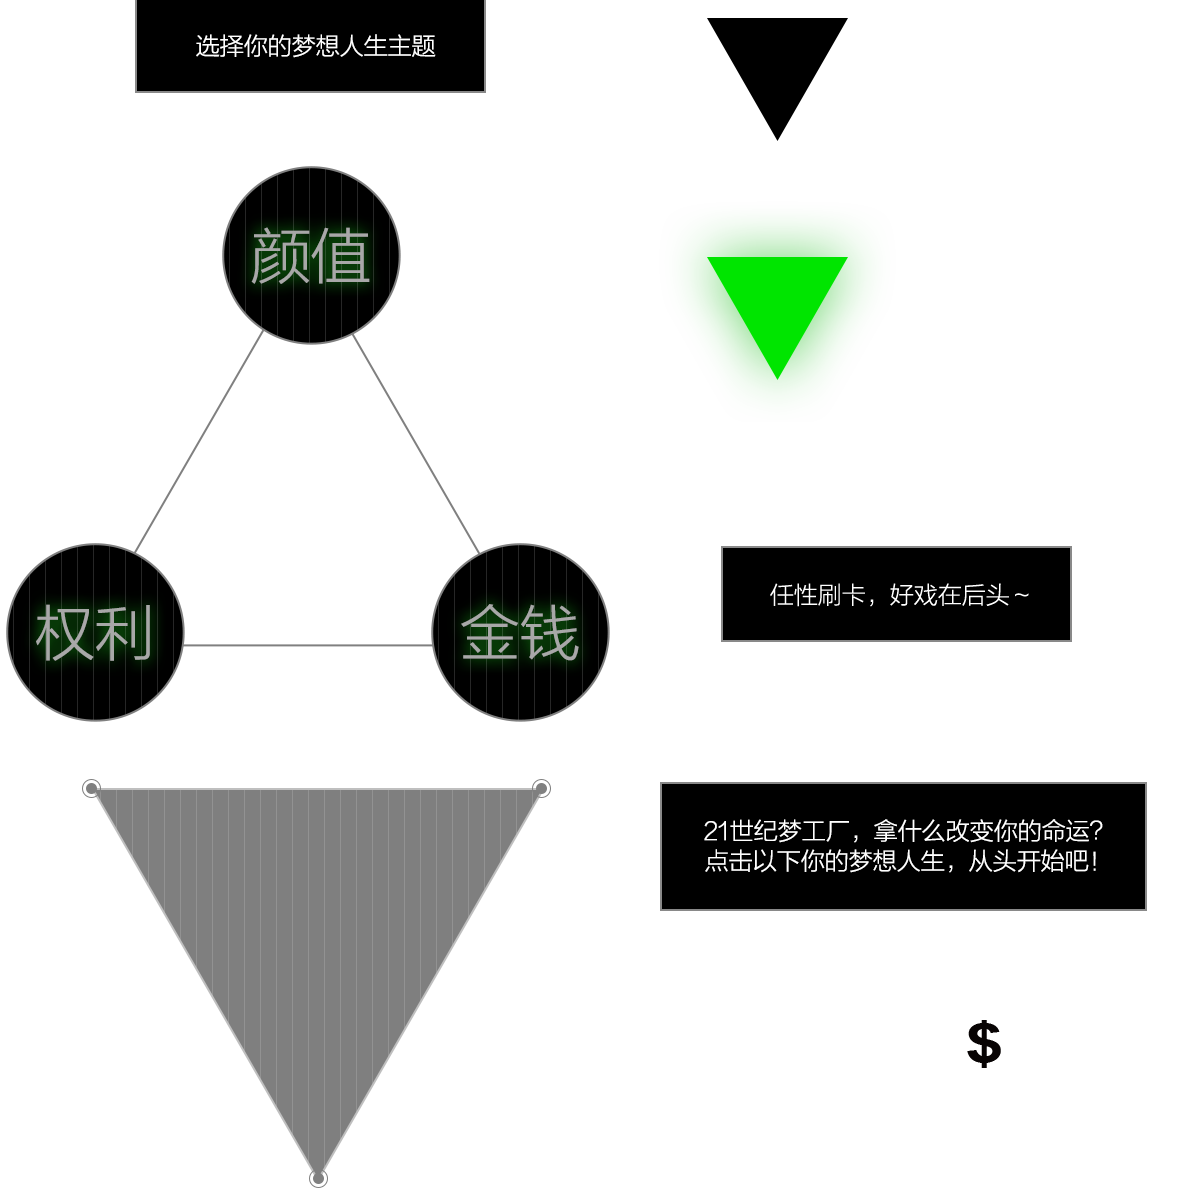 选择你的梦想人生主题
颜值
权利
金钱
任性刷卡，好戏在后头~
21世纪梦工厂，拿什么改变你的命运？
点击以下你的梦想人生，从头开始吧！
$